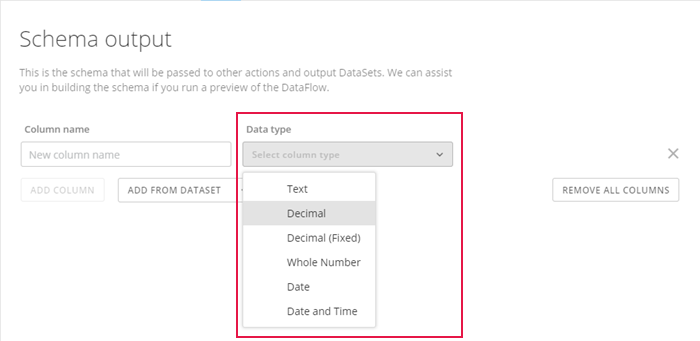 Schema output
This is the schema that will be passed to other actions and output DataSets. We can assist
you in building the schema if you run a preview of the DataFlow.
Column name Data type
New column name Select column type
ADD COLUMN ADD FROM DATASET REMOVE ALL COLUMNS
Text
Decimal
Decimal (Fixed)
Whole Number
Date
Date and Time